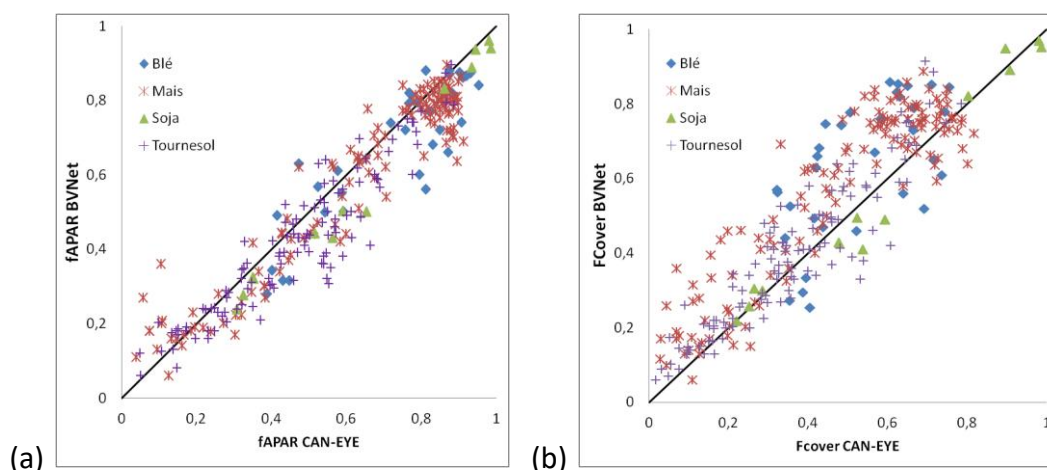 1
0,8
0,6
0,4
0,2
0
0
0,2
0,4
0,6
0,8
1
fAPAR BVNet
fAPAR CAN-EYE
Blé
Mais
Soja
Tournesol
(a)
1
0,8
0,6
0,4
0,2
0
0
0,2
0,4
0,6
0,8
1
FCover BVNet
Fcover CAN-EYE
Blé
Mais
Soja
Tournesol
(b)